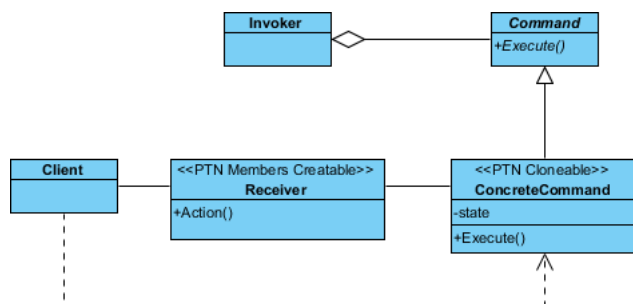 Invoker
Command
+Execute()
Client
<<PTN Members Creatable>>
Receiver
+Action()
<<PTN Cloneable>>
ConcreteCommand
-state
+Execute()